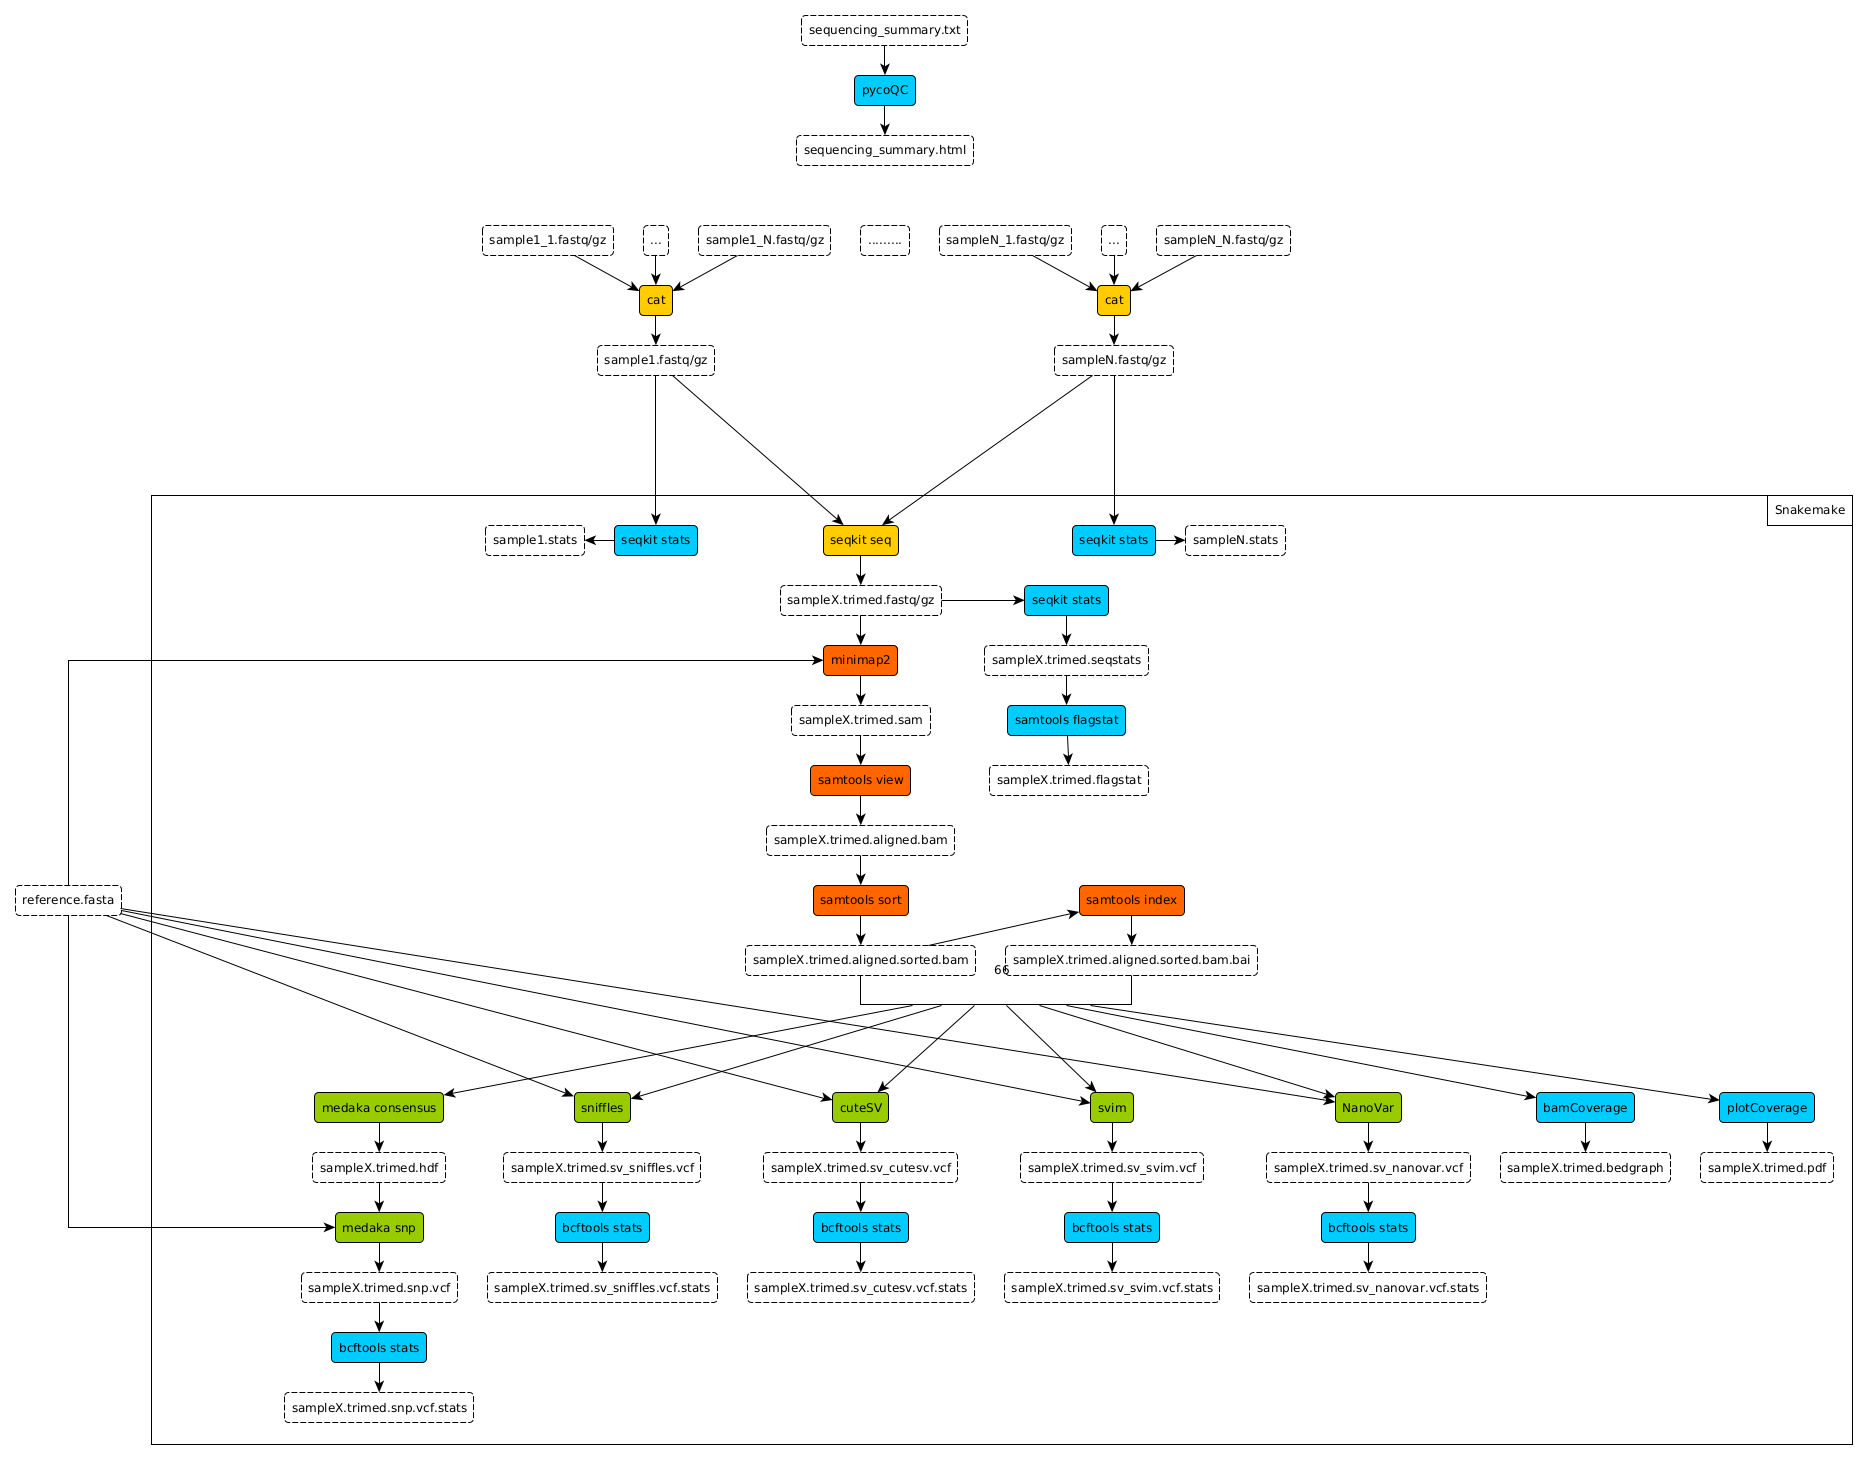 sequencing_summary.txt
pycoQC
sequencing_summary.html
sample1_1.fastq/gz ... sample1_N.fastq/gz ......... sampleN_1.fastq/gz ... sampleN_N.fastq/gz
cat cat
sample1.fastq/gz sampleN.fastq/gz
Snakemake
sample1.stats seqkit stats seqkit seq seqkit stats sampleN.stats
sampleX.trimed.fastq/gz seqkit stats
minimap2 sampleX.trimed.seqstats
sampleX.trimed.sam samtools flagstat
samtools view sampleX.trimed.flagstat
sampleX.trimed.aligned.bam
reference.fasta samtools sort samtools index
sampleX.trimed.aligned.sorted.bam sampleX.trimed.aligned.sorted.bam.bai
66
medaka consensus sniffles cuteSV svim NanoVar bamCoverage plotCoverage
sampleX.trimed.hdf sampleX.trimed.sv_sniffles.vcf sampleX.trimed.sv_cutesv.vcf sampleX.trimed.sv_svim.vcf sampleX.trimed.sv_nanovar.vcf sampleX.trimed.bedgraph sampleX.trimed.pdf
medaka snp bcftools stats bcftools stats bcftools stats bcftools stats
sampleX.trimed.snp.vcf sampleX.trimed.sv_sniffles.vcf.stats sampleX.trimed.sv_cutesv.vcf.stats sampleX.trimed.sv_svim.vcf.stats sampleX.trimed.sv_nanovar.vcf.stats
bcftools stats
sampleX.trimed.snp.vcf.stats